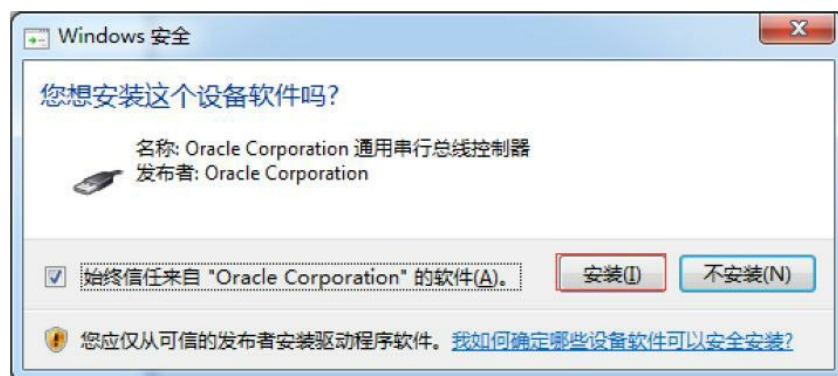 Windows 安全
您想安装这个设备软件吗?
名称: Oracle Corporation 通用串行总线控制器
发布者: Oracle Corporation
始终信任来自 "Oracle Corporation" 的软件(A)。
安装(I)
不安装(N)
您应仅从可信的发布者安装驱动程序软件。我如何确定哪些设备软件可以安全安装?